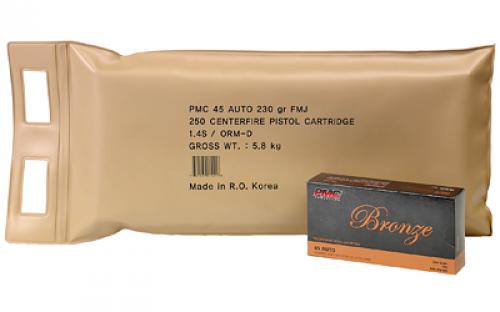 PMC 45 AUTO 230 gr FMJ
250 CENTERFIRE PISTOL CARTRIDGE
1.4S / ORM-D
GROSS WT. : 5.8 kg
Made in R.O. Korea
PMC
Bronze
45 AUTO